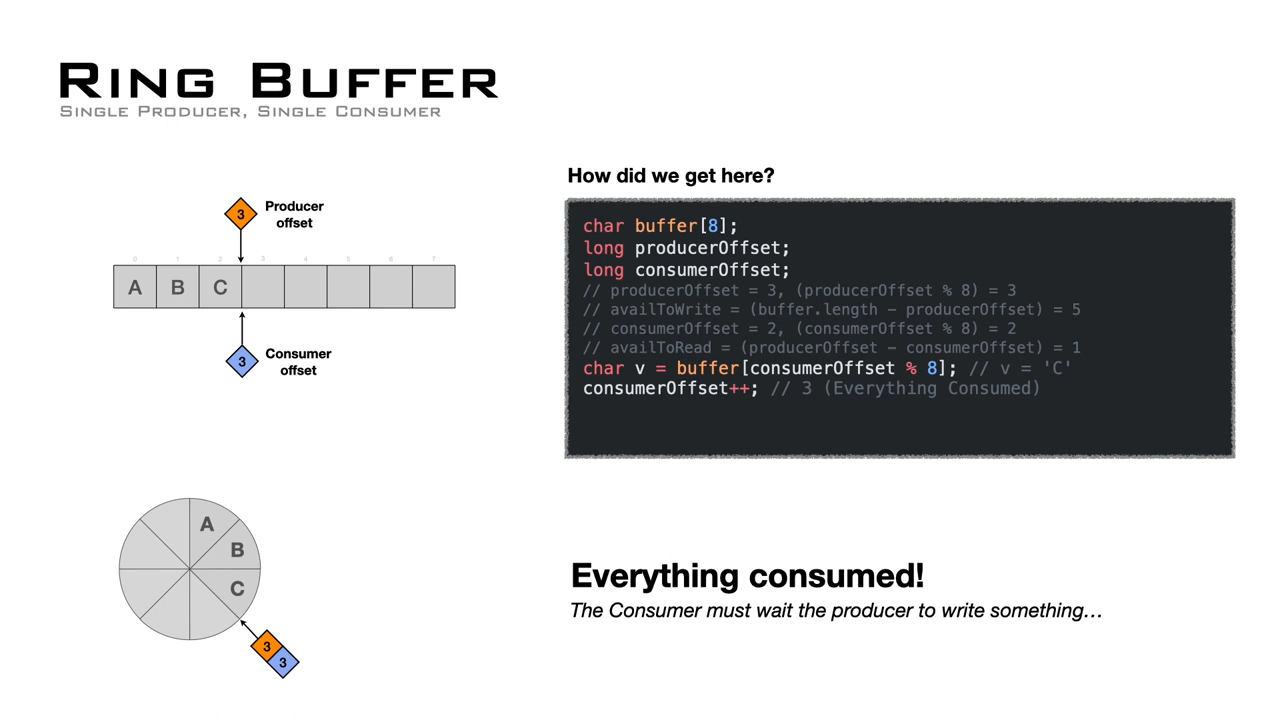 RING BUFFER
SINGLE PRODUCER, SINGLE CONSUMER
3
Producer
offset
0 1 2 3 4 5 6 7
A B C
3
Consumer
offset
A
B
C
3
3
How did we get here?
char buffer[8];
long producerOffset;
long consumerOffset;
// producerOffset = 3, (producerOffset % 8) = 3
// availToWrite = (buffer.length - producerOffset) = 5
// consumerOffset = 2, (consumerOffset % 8) = 2
// availToRead = (producerOffset - consumerOffset) = 1
char v = buffer[consumerOffset % 8]; // v = 'C'
consumerOffset++; // 3 (Everything Consumed)
Everything consumed!
The Consumer must wait the producer to write something…